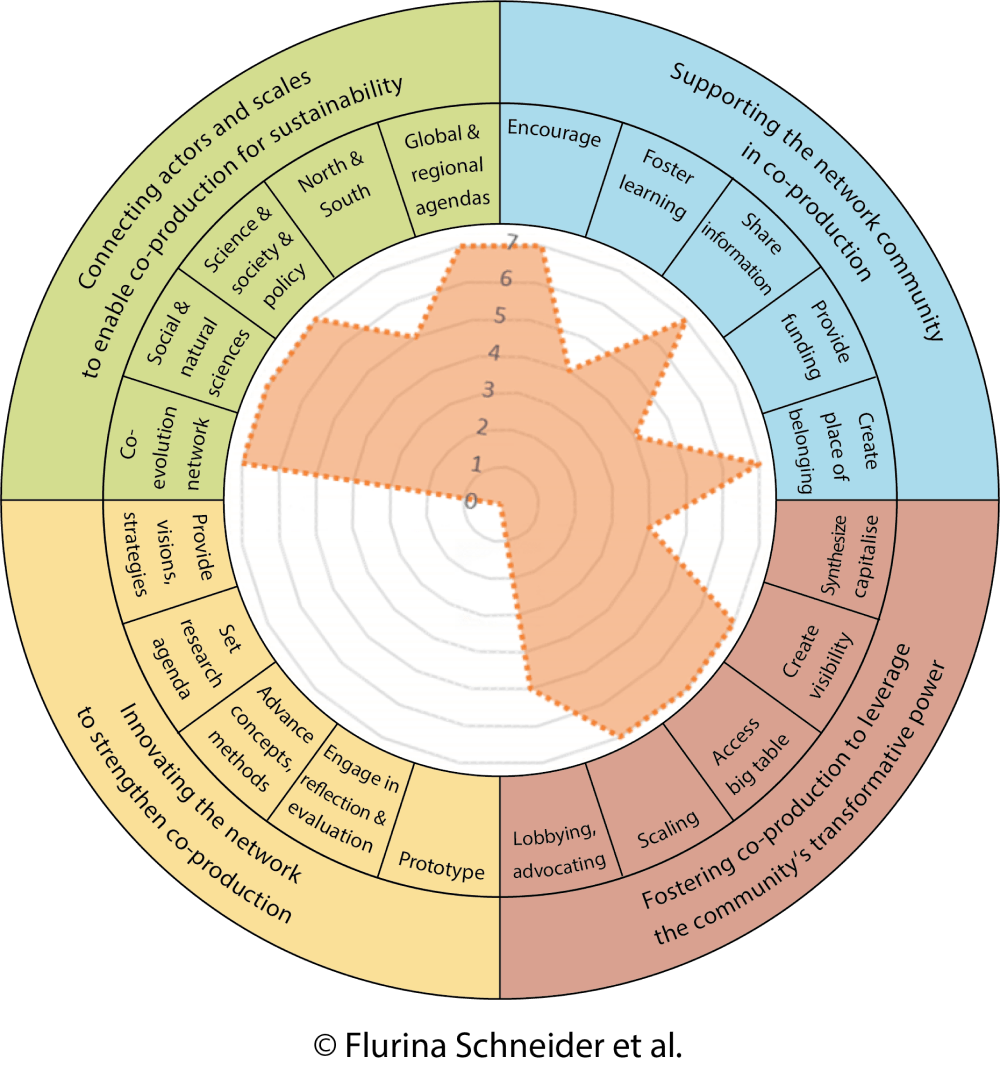 Connecting actors and scales
to enable co-production for sustainability
Global &
regional
agendas
North &
South
Science &
society &
policy
Social &
natural
sciences
Co-
evolution
network
Supporting the network community
in co-production
Encourage
Foster
learning
Share
information
Provide
funding
Create
place of
belonging
Synthesize
capitalise
Create
visibility
Access
big table
Scaling
Lobbying,
advocating
Fostering co-production to leverage
the community's transformative power
Provide
visions,
strategies
Set
research
agenda
Advance
concepts,
methods
Engage in
reflection &
evaluation
Prototype
Innovating the network
to strengthen co-production
7
6
5
4
3
2
1
0
© Flurina Schneider et al.